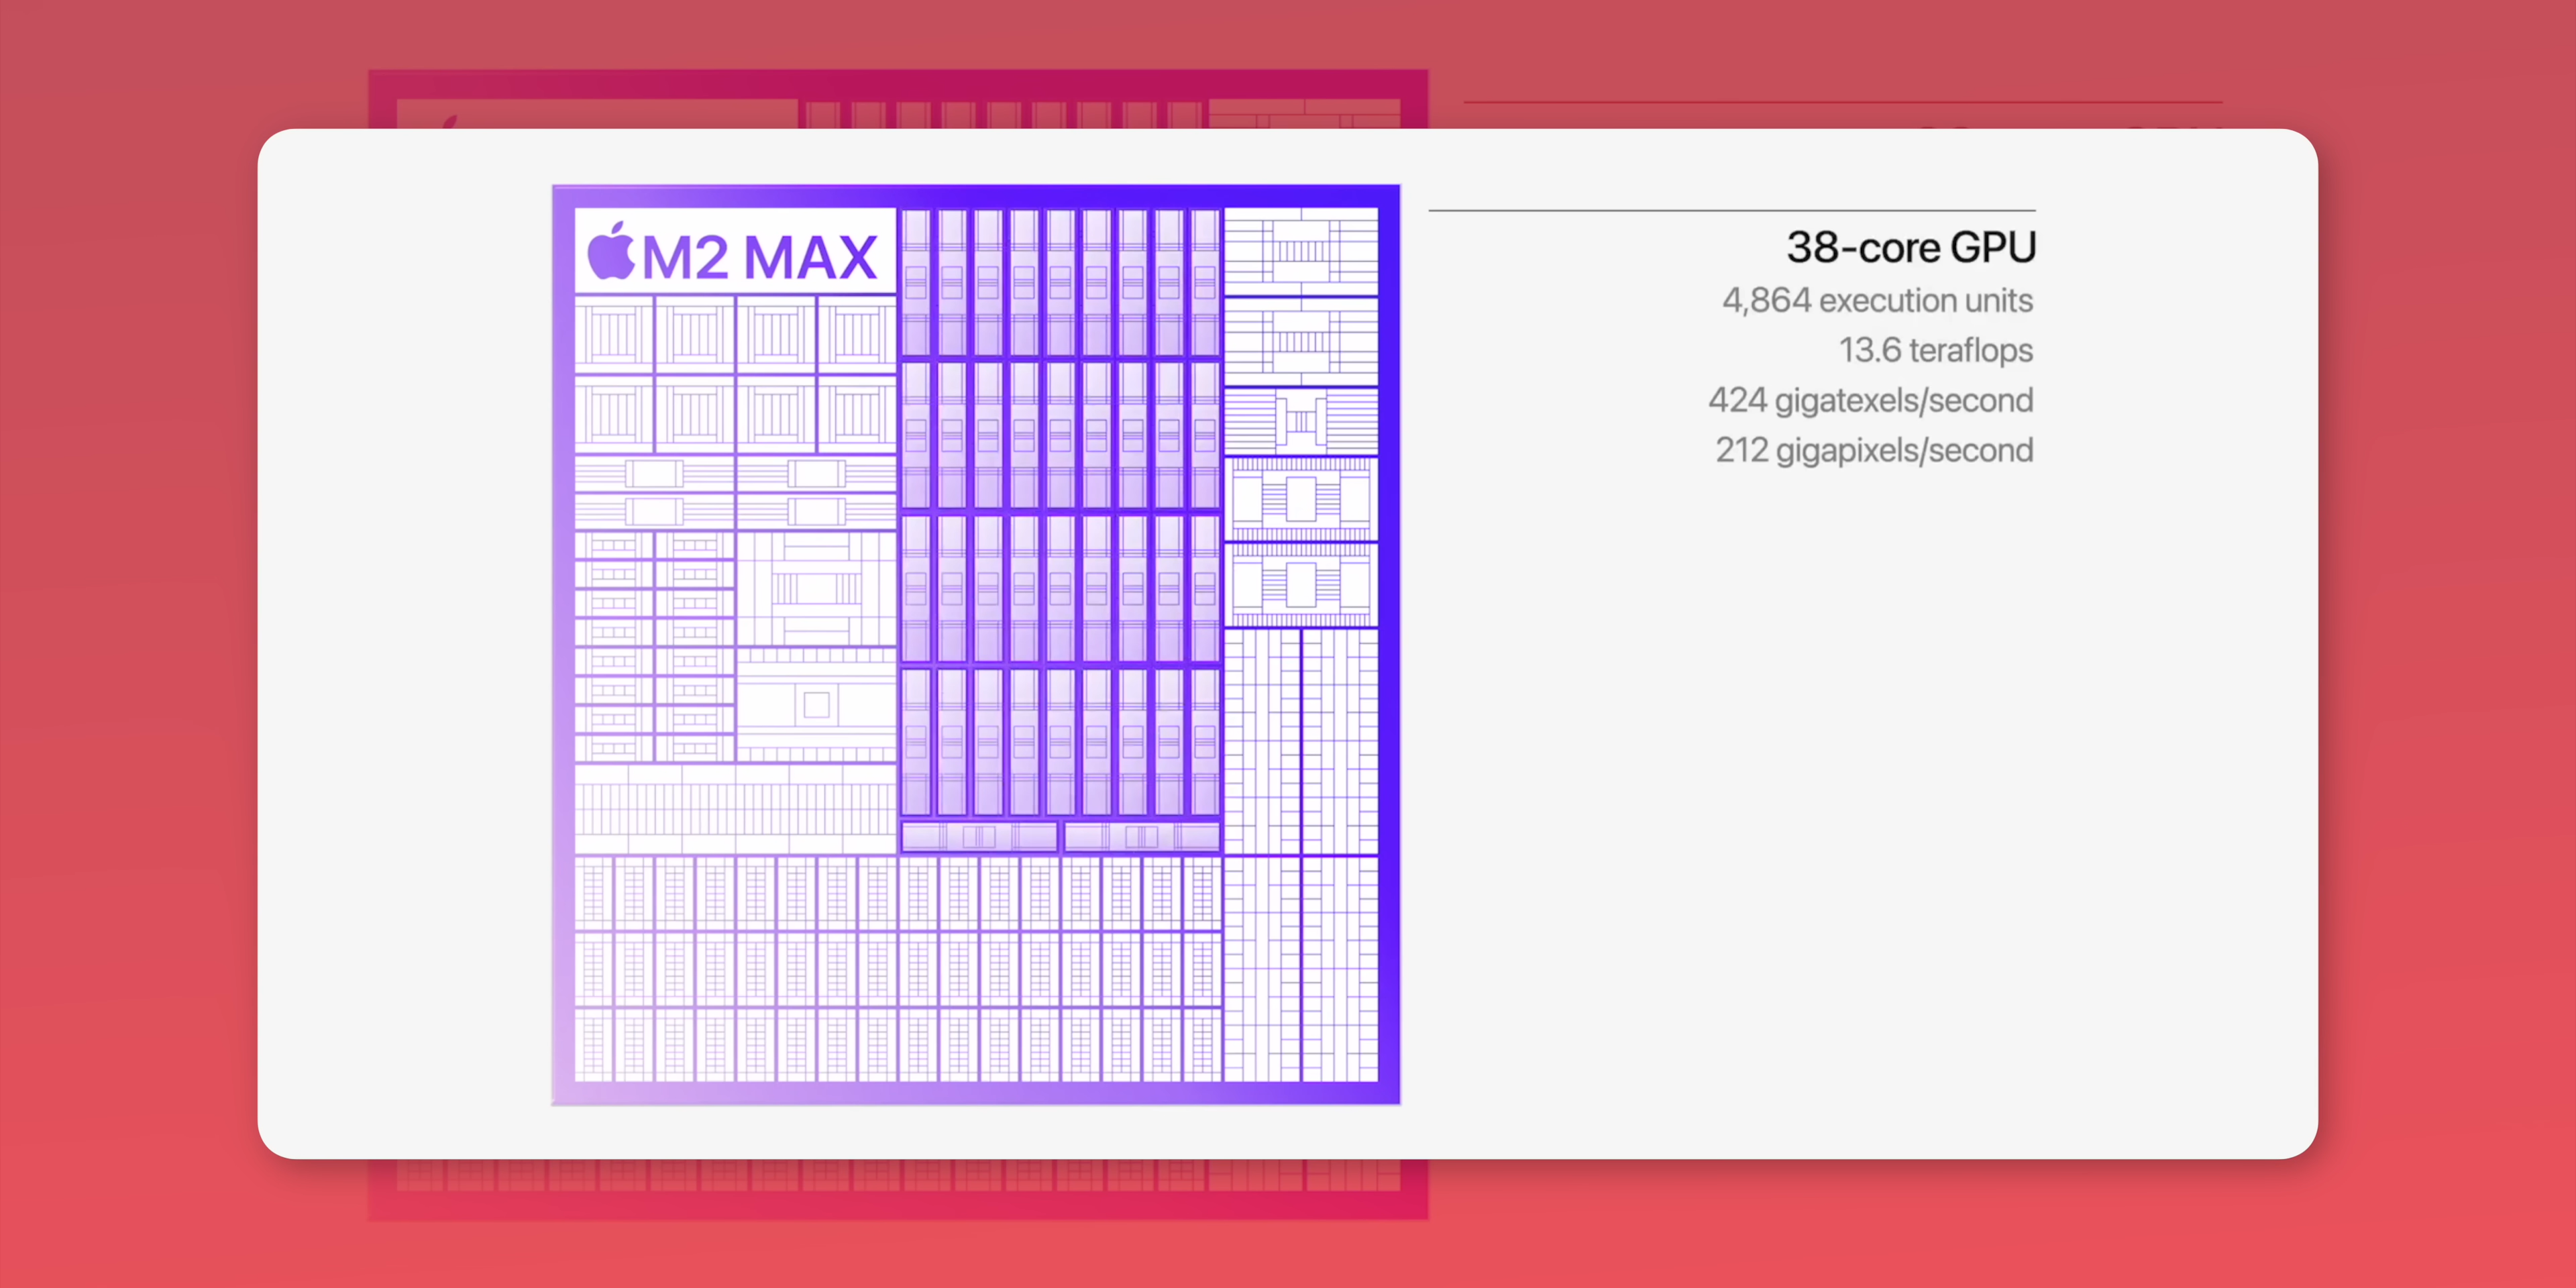 M2 MAX
38-core GPU
4,864 execution units
13.6 teraflops
424 gigatexels/second
212 gigapixels/second